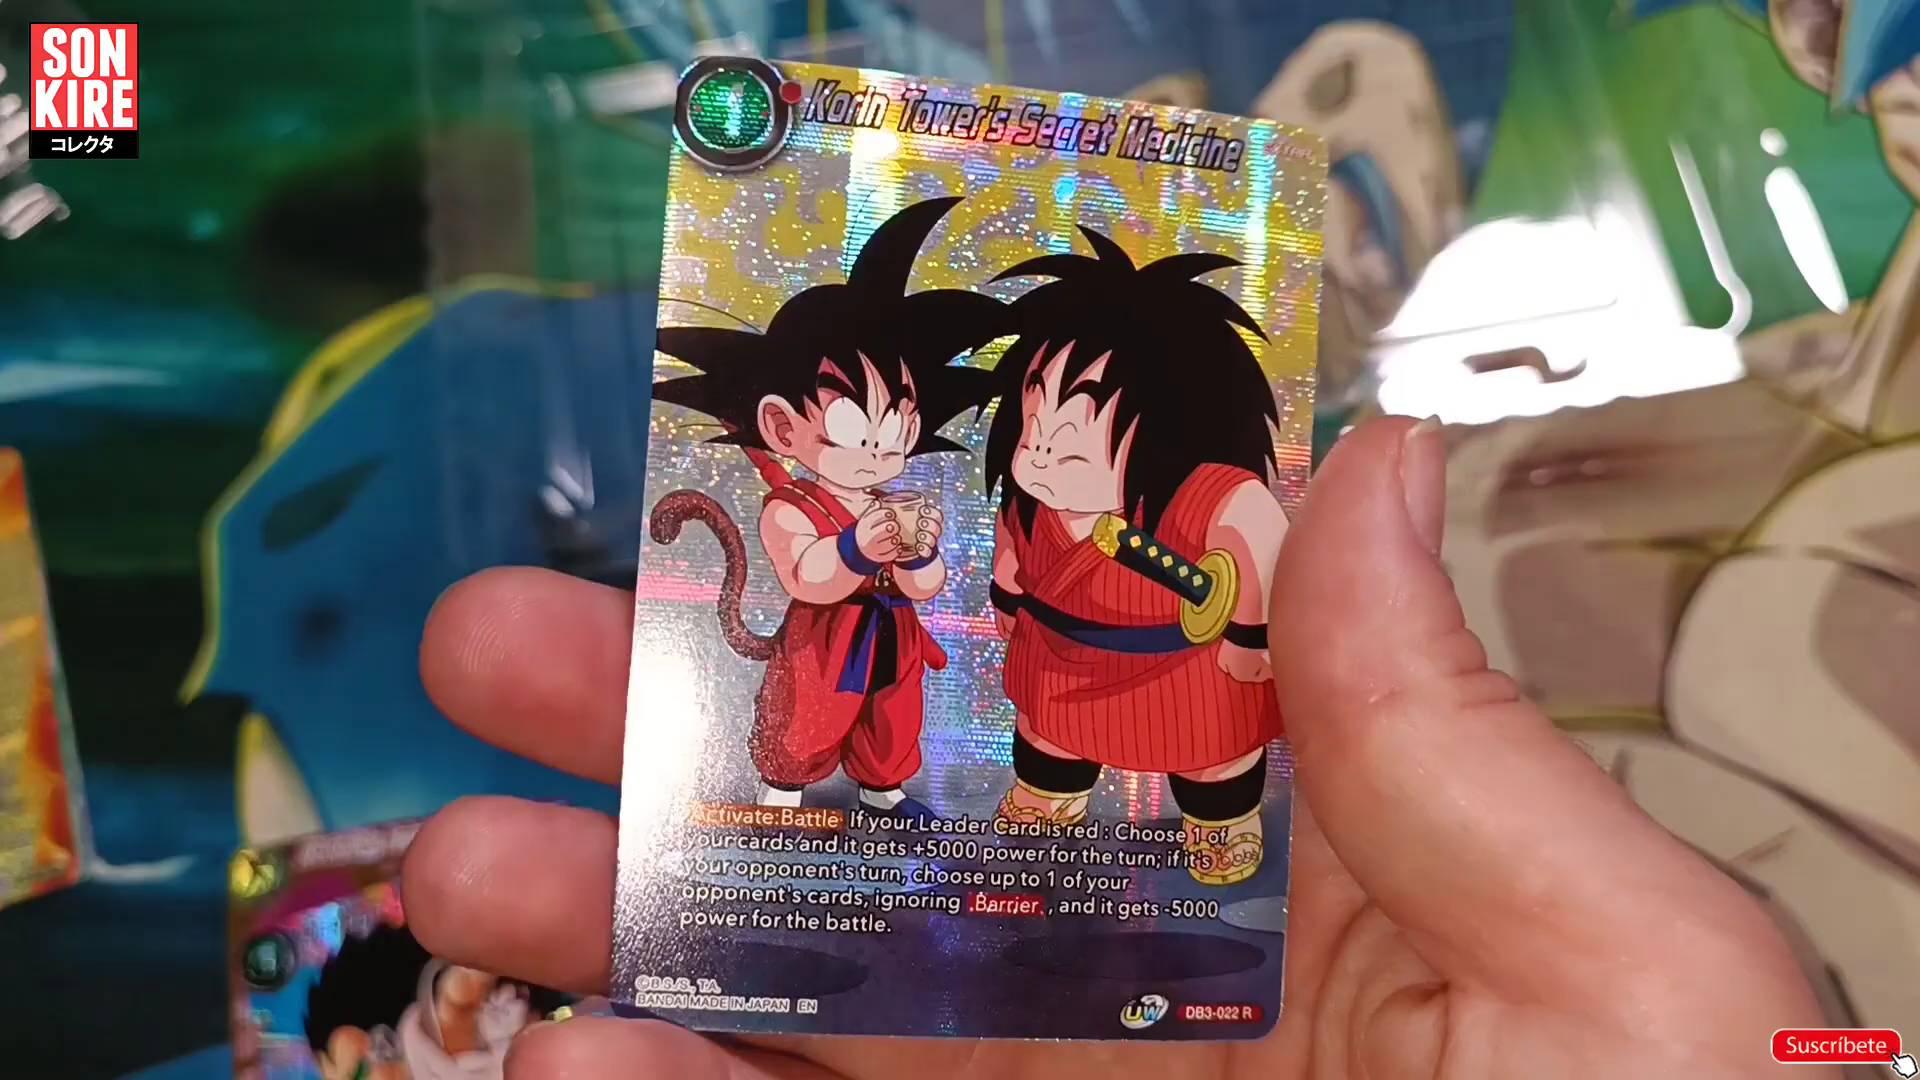 SON
KIRE
コレクタ
1
Korin Tower's Secret Medicine
Activate:Battle If your Leader Card is red : Choose 1 of
your cards and it gets +5000 power for the turn; if it's
your opponent's turn, choose up to 1 of your
opponent's cards, ignoring Barrier , and it gets -5000
power for the battle.
©B.S./S., T.A.
BANDAI MADE IN JAPAN EN
UW DB3-022 R
Suscríbete